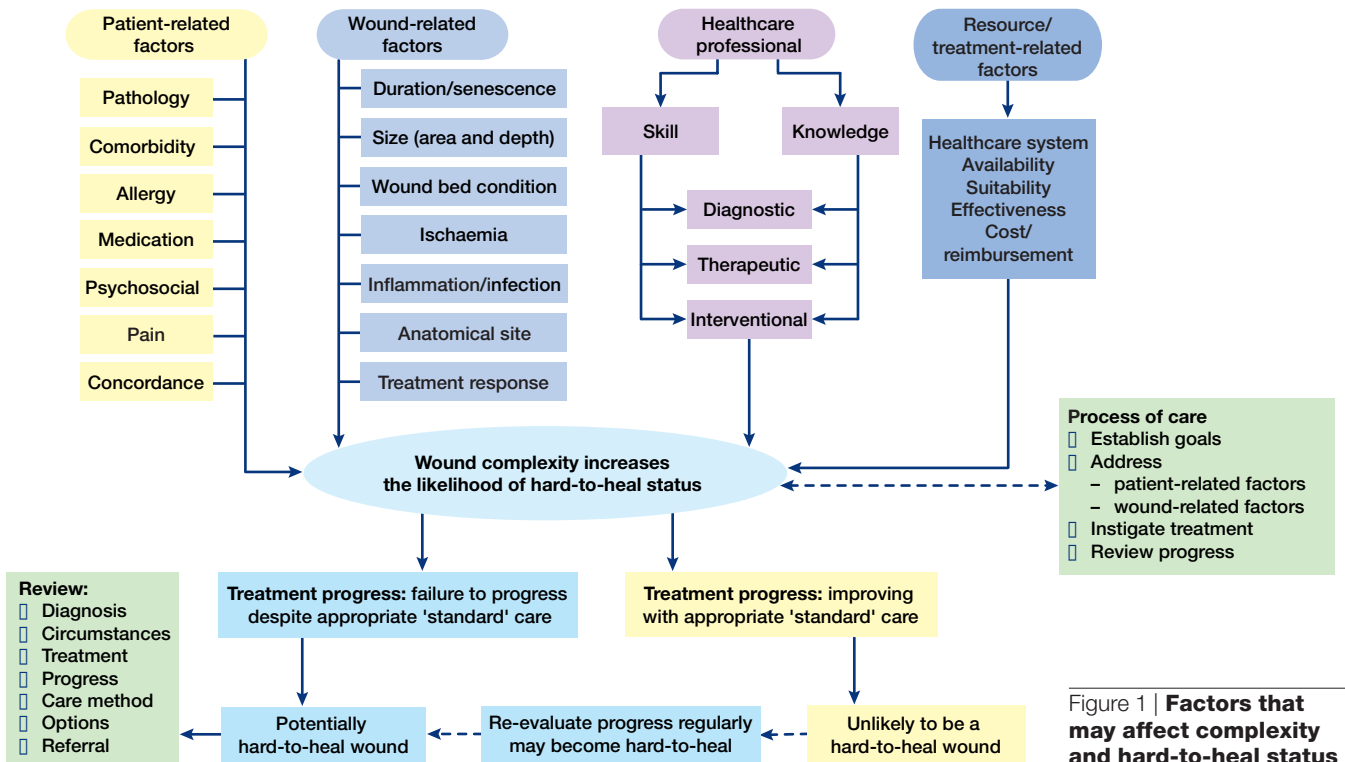 Patient-related
factors
Pathology
Comorbidity
Allergy
Medication
Psychosocial
Pain
Concordance
Wound-related
factors
Duration/senescence
Size (area and depth)
Wound bed condition
Ischaemia
Inflammation/infection
Anatomical site
Treatment response
Healthcare
professional
Skill
Knowledge
Diagnostic
Therapeutic
Interventional
Resource/
treatment-related
factors
Healthcare system
Availability
Suitability
Effectiveness
Cost/
reimbursement
Wound complexity increases
the likelihood of hard-to-heal status
Process of care
Establish goals
Address
– patient-related factors
– wound-related factors
Instigate treatment
Review progress
Treatment progress: failure to progress
despite appropriate 'standard' care
Treatment progress: improving
with appropriate 'standard' care
Review:
Diagnosis
Circumstances
Treatment
Progress
Care method
Options
Referral
Potentially
hard-to-heal wound
Re-evaluate progress regularly
may become hard-to-heal
Unlikely to be a
hard-to-heal wound
Figure 1 | Factors that
may affect complexity
and hard-to-heal status